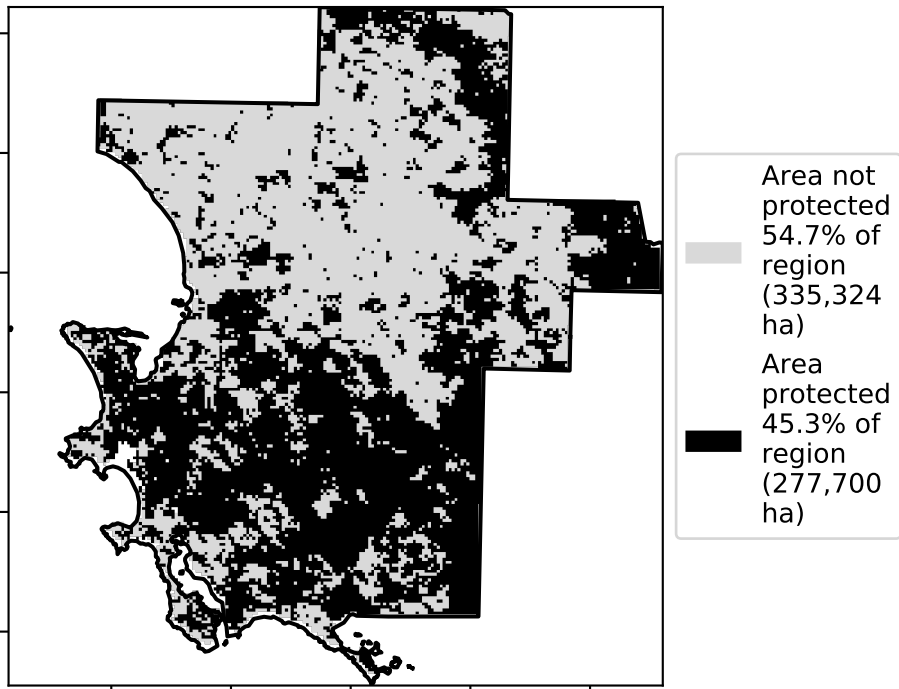 Area not
protected
54.7% of
region
(335,324
ha)
Area
protected
45.3% of
region
(277,700
ha)